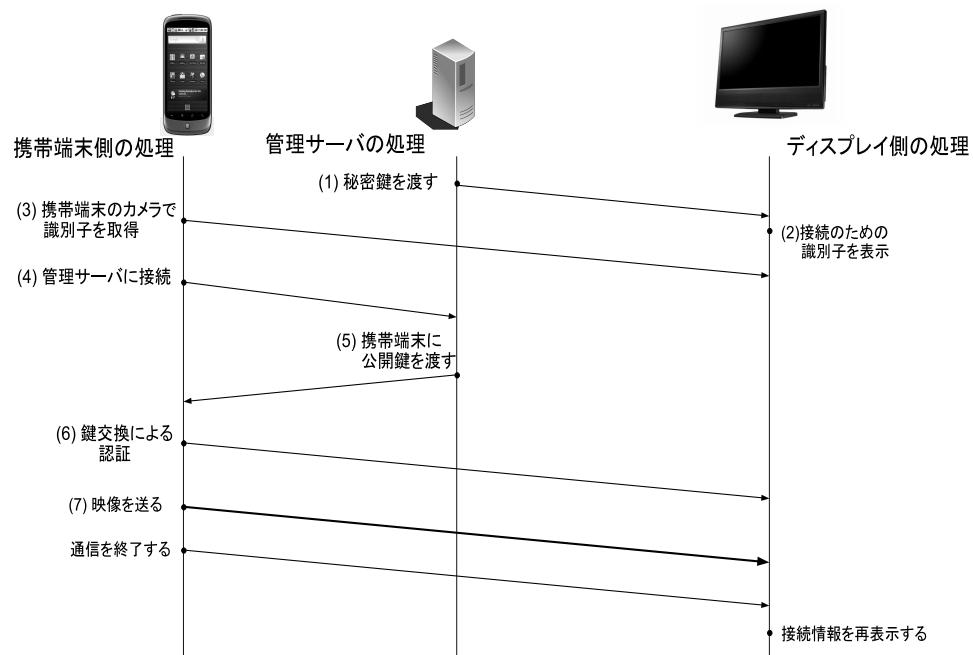 携帯端末側の処理
管理サーバの処理
ディスプレイ側の処理
(1) 秘密鍵を渡す
(2)接続のための
識別子を表示
(3) 携帯端末のカメラで
識別子を取得
(4) 管理サーバに接続
(5) 携帯端末に
公開鍵を渡す
(6) 鍵交換による
認証
(7) 映像を送る
通信を終了する
接続情報を再表示する